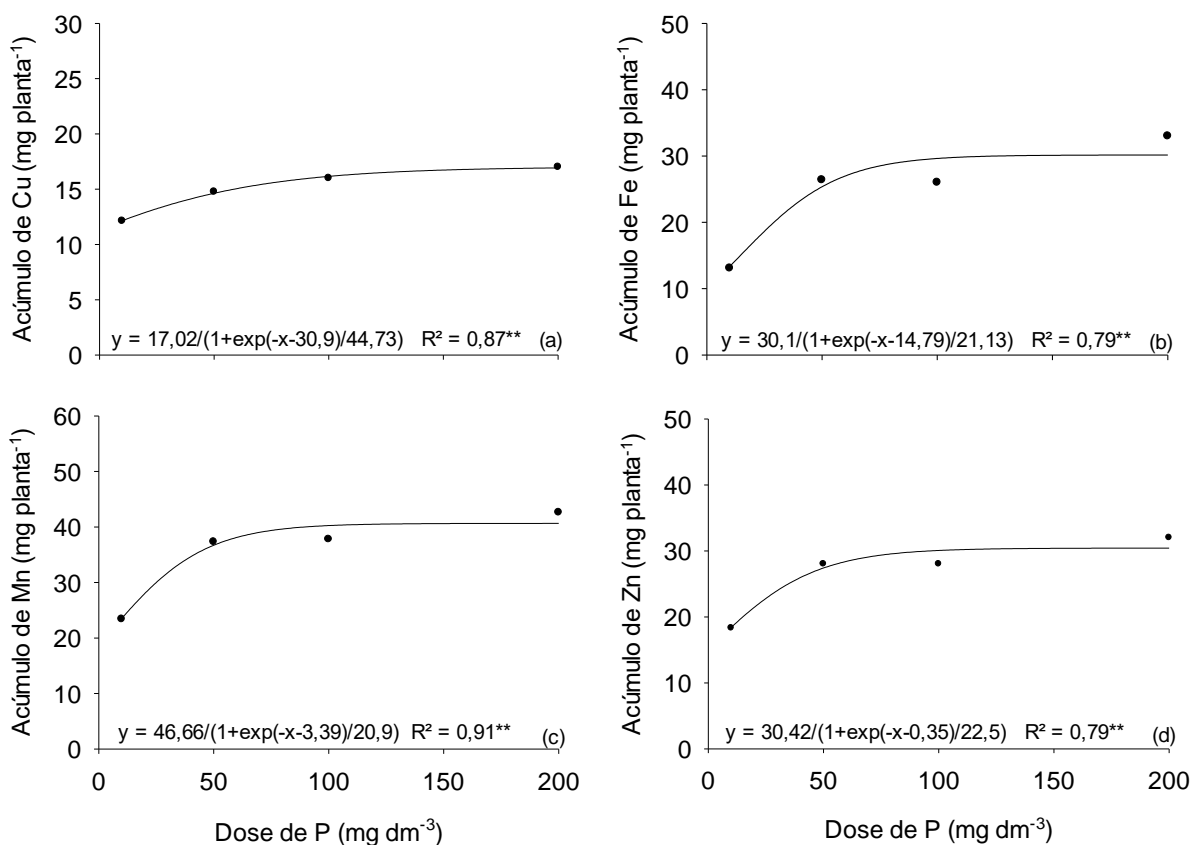 Acúmulo de Cu (mg planta⁻¹)
30
25
20
15
10
5
0
y = 17,02/(1+exp(-x-30,9)/44,73) R² = 0,87** (a)
Acúmulo de Fe (mg planta⁻¹)
50
40
30
20
10
0
y = 30,1/(1+exp(-x-14,79)/21,13) R² = 0,79** (b)
Acúmulo de Mn (mg planta⁻¹)
60
50
40
30
20
10
0
y = 46,66/(1+exp(-x-3,39)/20,9) R² = 0,91** (c)
0 50 100 150 200
Dose de P (mg dm⁻³)
Acúmulo de Zn (mg planta⁻¹)
50
40
30
20
10
0
y = 30,42/(1+exp(-x-0,35)/22,5) R² = 0,79** (d)
0 50 100 150 200
Dose de P (mg dm⁻³)